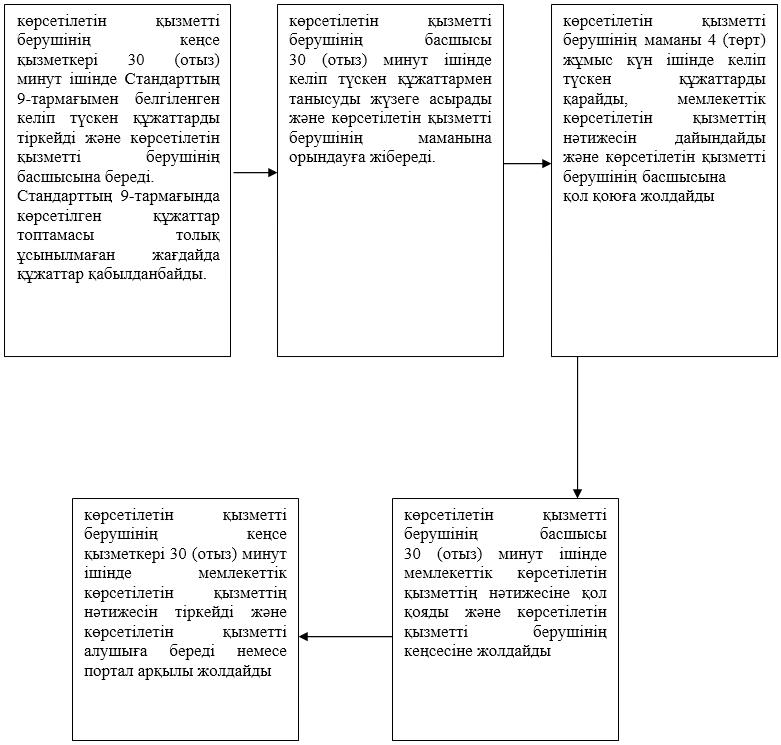 көрсетілетін қызметті
берушінің кеңсе
қызметкері 30 (отыз)
минут ішінде Стандарттың
9-тармағымен белгіленген
келіп түскен құжаттарды
тіркейді және көрсетілетін
қызметті берушінің
басшысына береді.
Стандарттың 9-тармағында
көрсетілген құжаттар
топтамасы толық
ұсынылмаған жағдайда
құжаттар қабылданбайды.
көрсетілетін қызметті
берушінің басшысы
30 (отыз) минут ішінде
келіп түскен құжаттармен
танысуды жүзеге асырады
және көрсетілетін қызметті
берушінің маманына
орындауға жібереді.
көрсетілетін қызметті
берушінің маманы 4 (төрт)
жұмыс күн ішінде келіп
түскен құжаттарды
қарайды, мемлекеттік
көрсетілетін қызметтің
нәтижесін дайындайды
және көрсетілетін қызметті
берушінің басшысына
қол қоюға жолдайды
көрсетілетін қызметті
берушінің кеңсе
қызметкері 30 (отыз) минут
ішінде мемлекеттік
көрсетілетін қызметтің
нәтижесін тіркейді және
көрсетілетін қызметті
алушыға береді немесе
портал арқылы жолдайды
көрсетілетін қызметті
берушінің басшысы
30 (отыз) минут ішінде
мемлекеттік көрсетілетін
қызметтің нәтижесіне қол
қояды және көрсетілетін
қызметті берушінің
кеңсесіне жолдайды